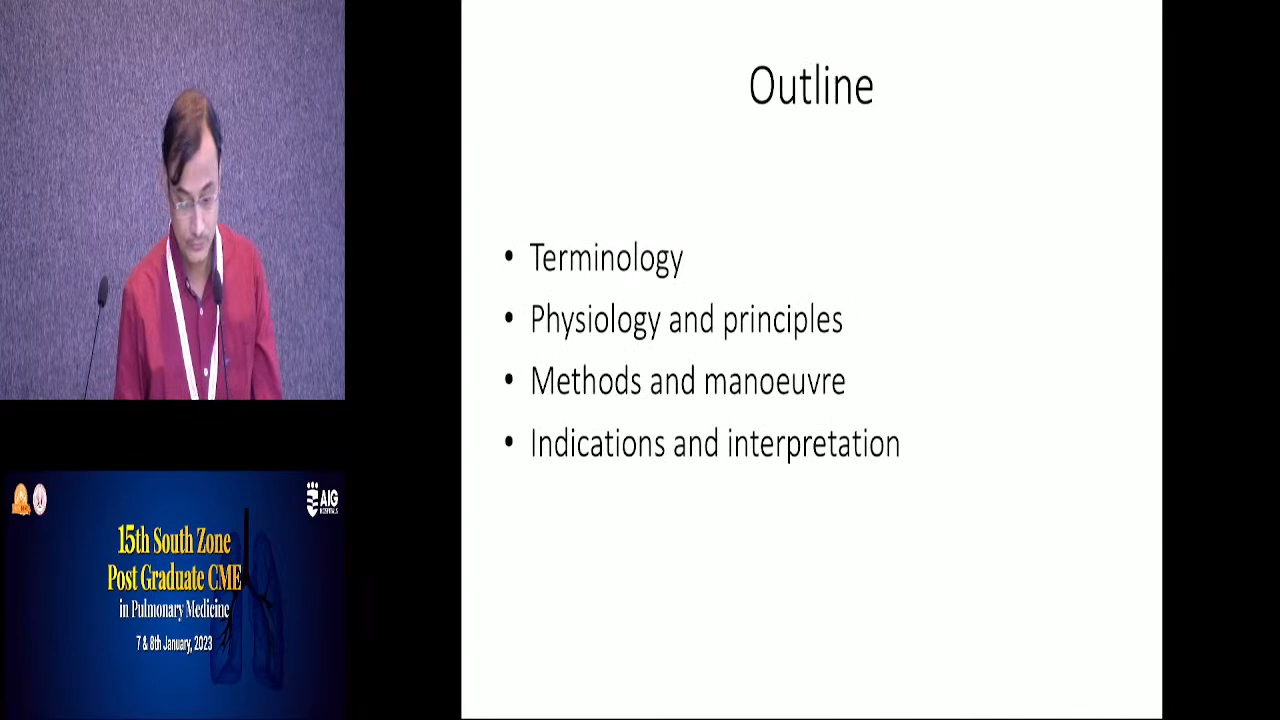 Outline
• Terminology
• Physiology and principles
• Methods and manoeuvre
• Indications and interpretation
AIG
HOSPITALS
15th South Zone
Post Graduate CME
in Pulmonary Medicine
7 & 8th January, 2023